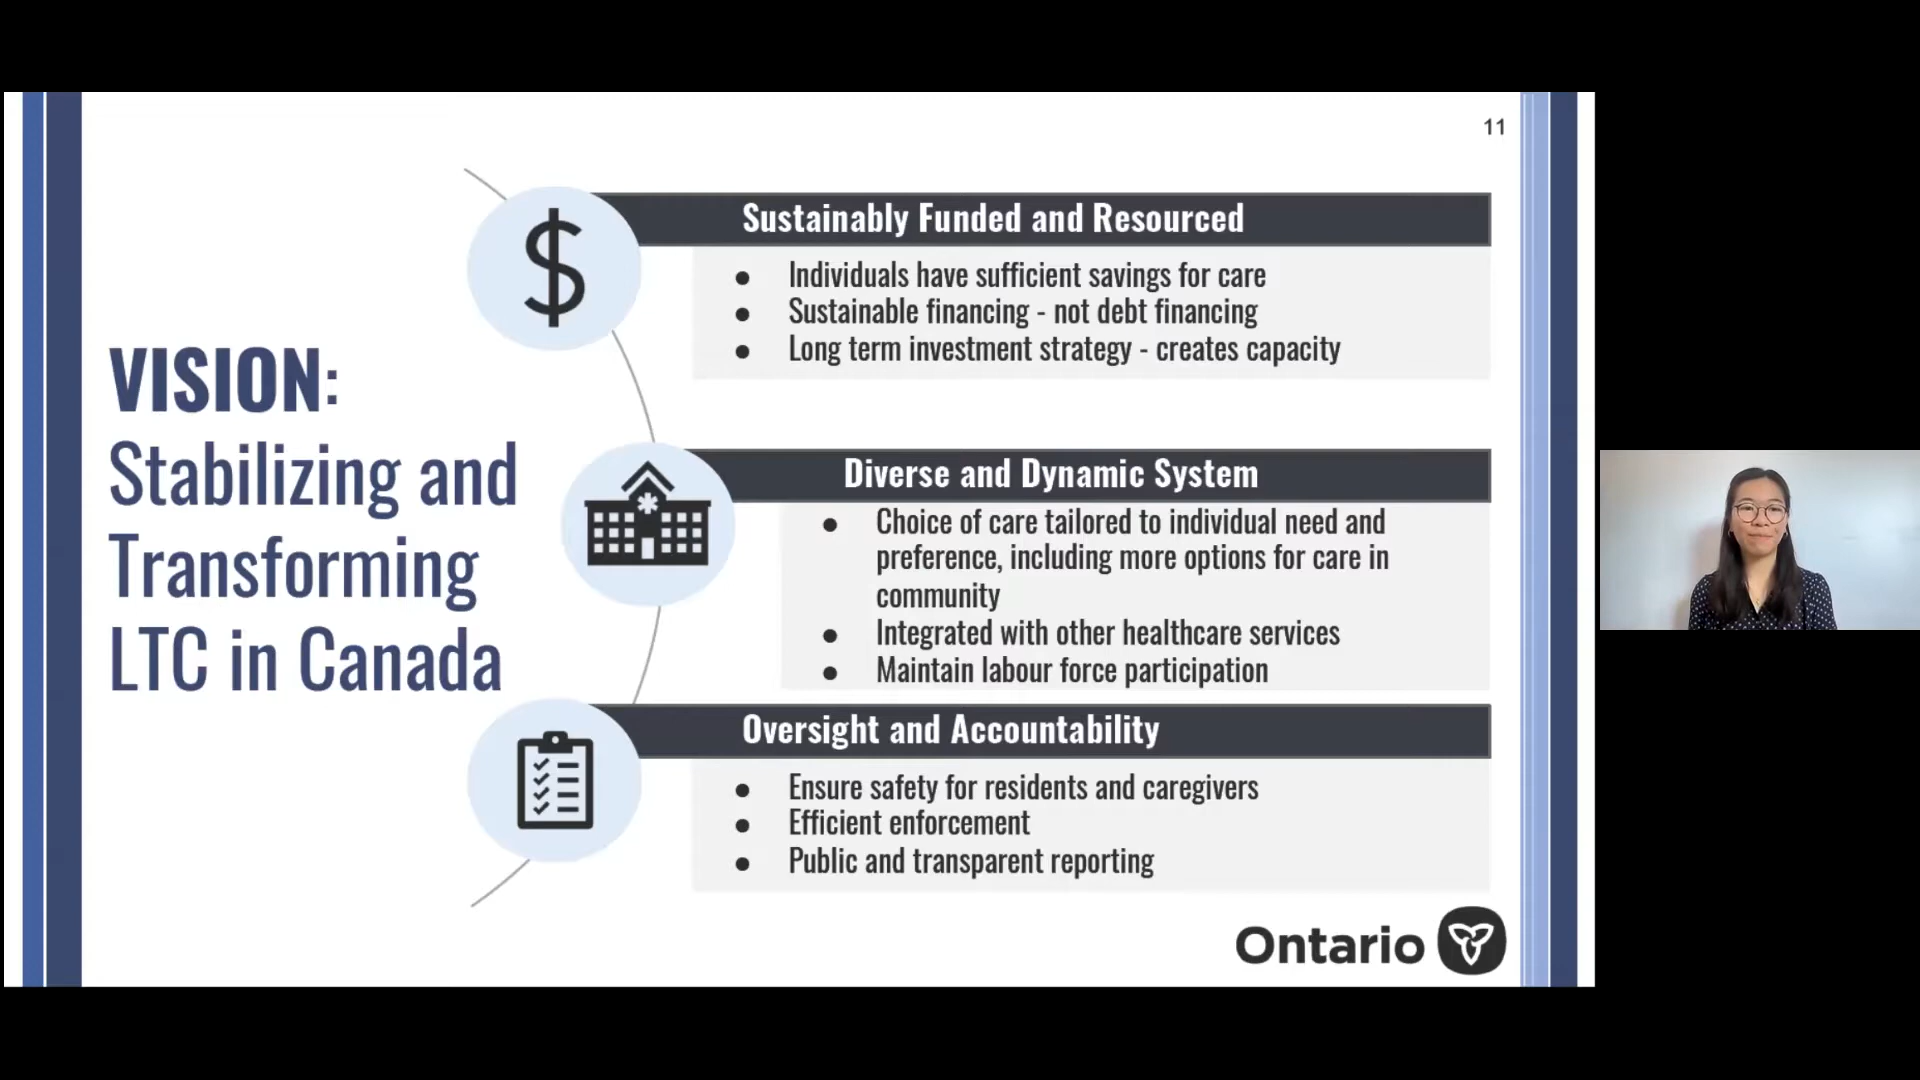 11
VISION:
Stabilizing and
Transforming
LTC in Canada
Sustainably Funded and Resourced
● Individuals have sufficient savings for care
● Sustainable financing - not debt financing
● Long term investment strategy - creates capacity
Diverse and Dynamic System
● Choice of care tailored to individual need and
preference, including more options for care in
community
● Integrated with other healthcare services
● Maintain labour force participation
Oversight and Accountability
● Ensure safety for residents and caregivers
● Efficient enforcement
● Public and transparent reporting
Ontario